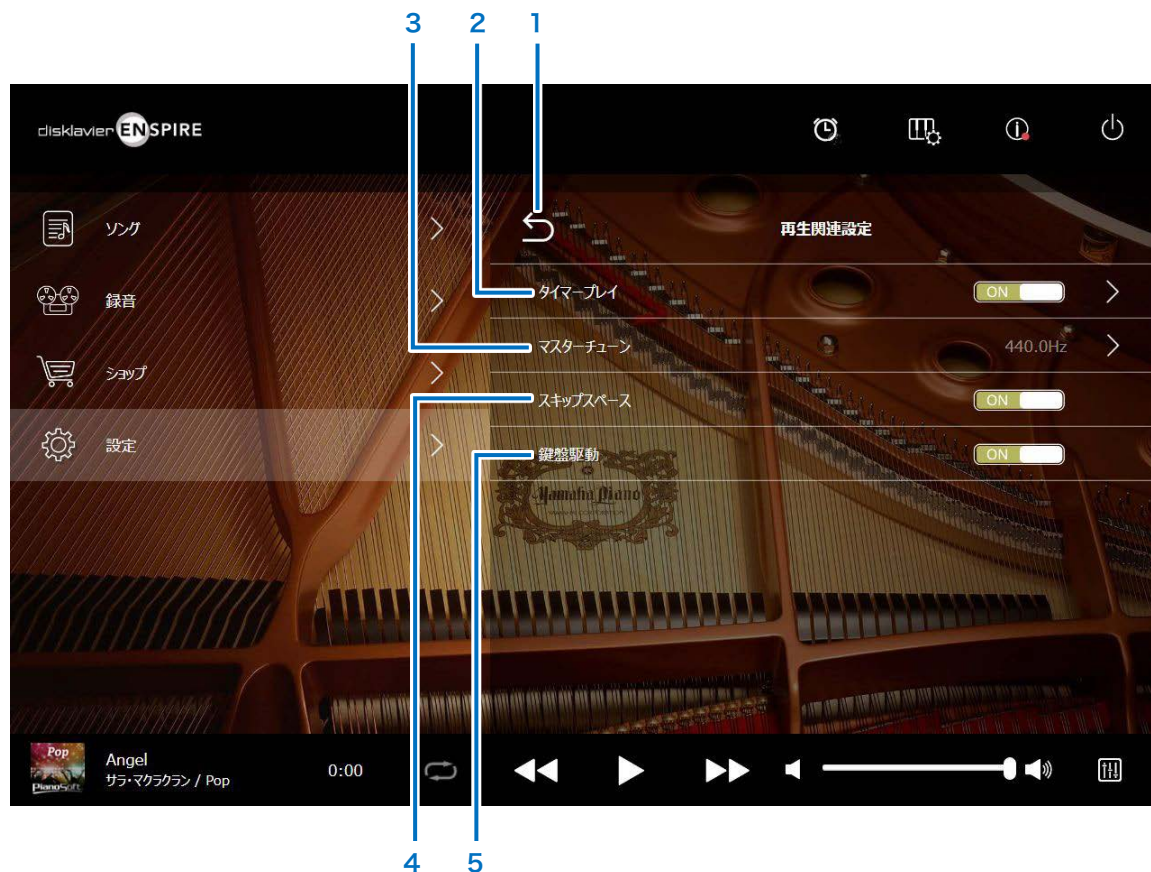 3 2 1
disklavier ENSPIRE
ソング
録音
ショップ
設定
再生関連設定
タイマープレイ ON
マスターチューン 440.0Hz
スキップスペース ON
鍵盤駆動 ON
Yamaha Piano
Pop
PianoSoft
Angel
サラ・マクラクラン / Pop
0:00
4 5